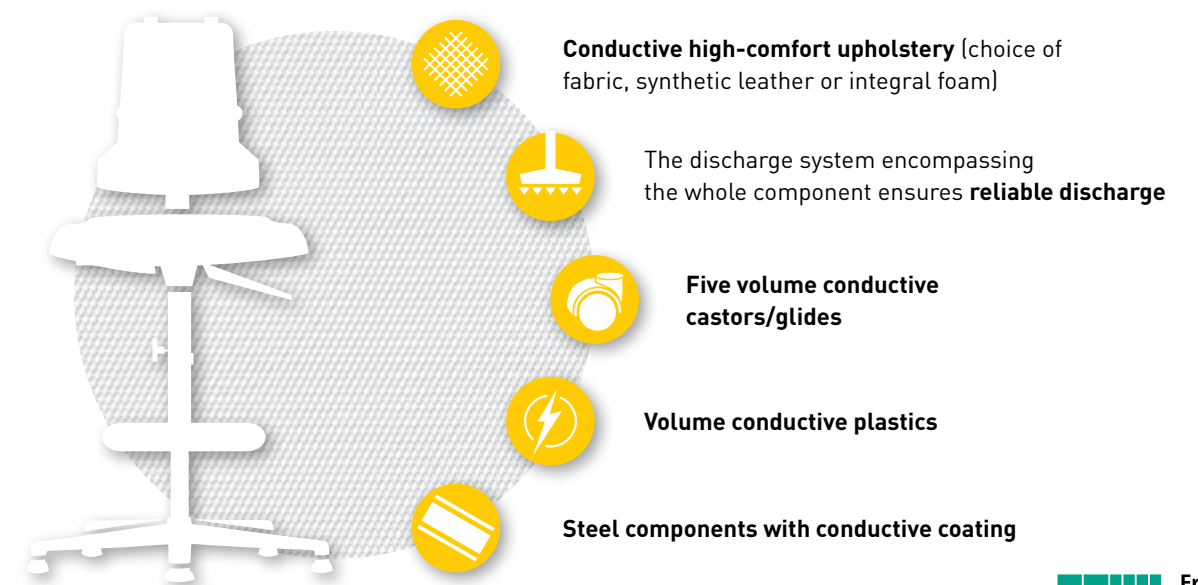 Conductive high-comfort upholstery (choice of
fabric, synthetic leather or integral foam)
The discharge system encompassing
the whole component ensures reliable discharge
Five volume conductive
castors/glides
Volume conductive plastics
Steel components with conductive coating